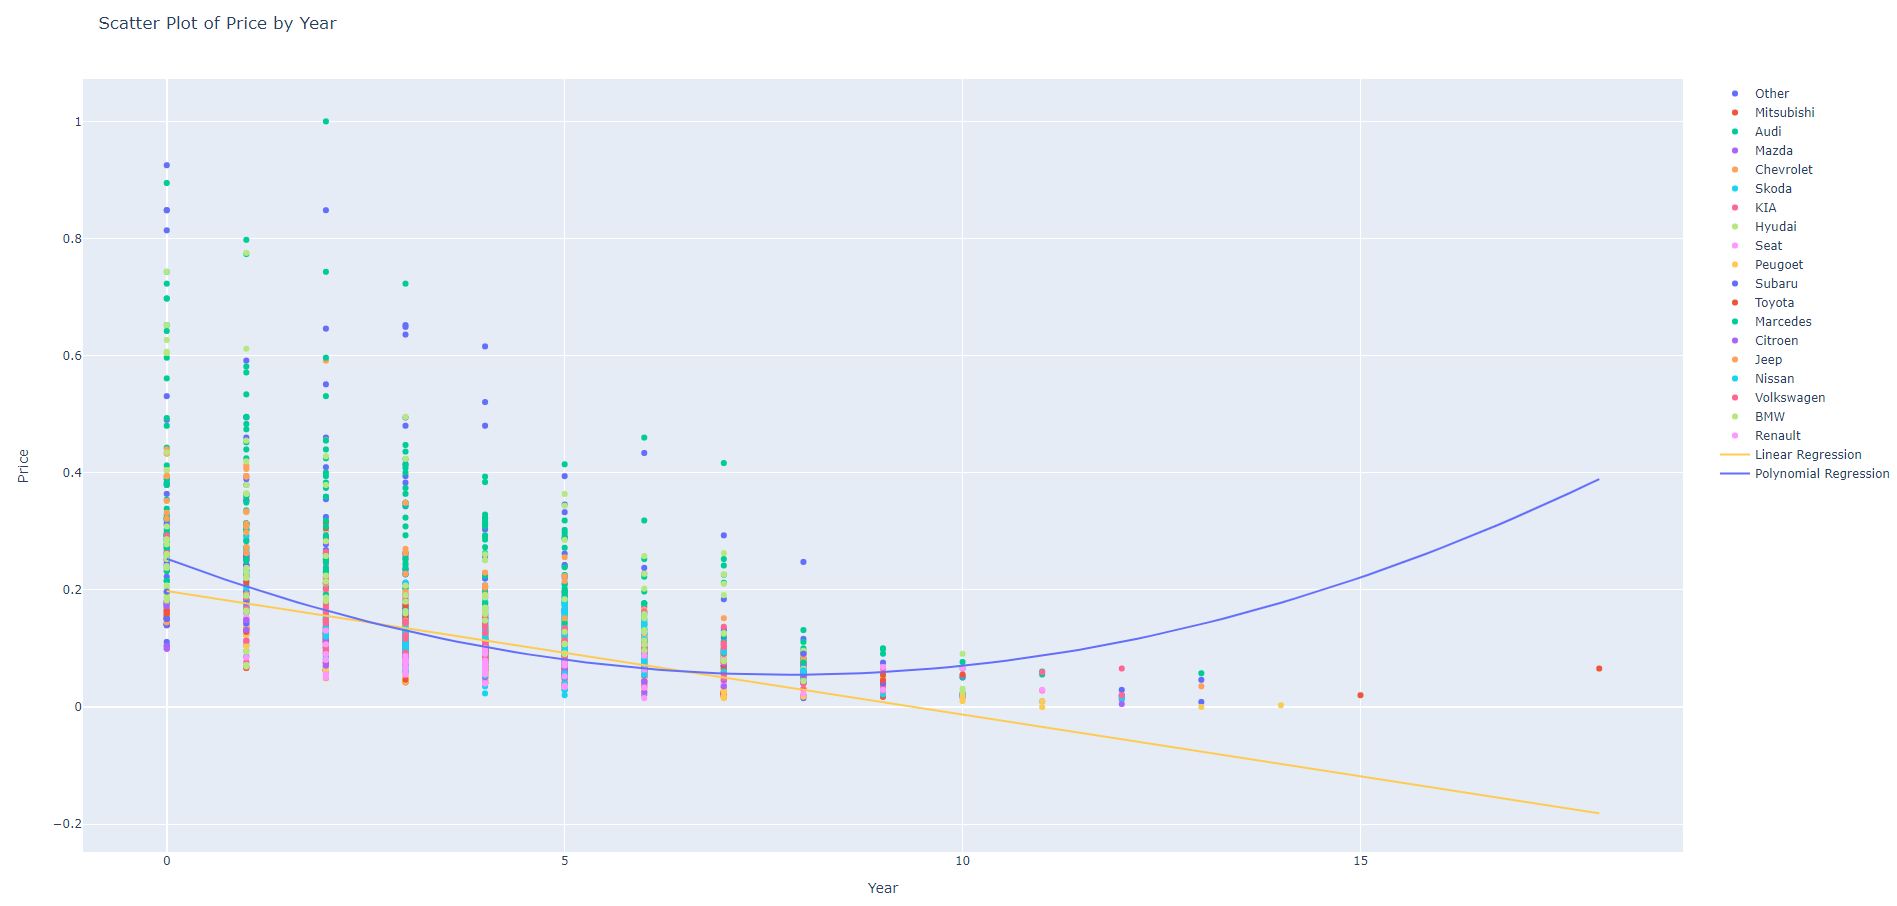 Scatter Plot of Price by Year
1
0.8
0.6
0.4
0.2
0
−0.2
Price
0 5 10 15
Year
Other
Mitsubishi
Audi
Mazda
Chevrolet
Skoda
KIA
Hyudai
Seat
Peugoet
Subaru
Toyota
Marcedes
Citroen
Jeep
Nissan
Volkswagen
BMW
Renault
Linear Regression
Polynomial Regression